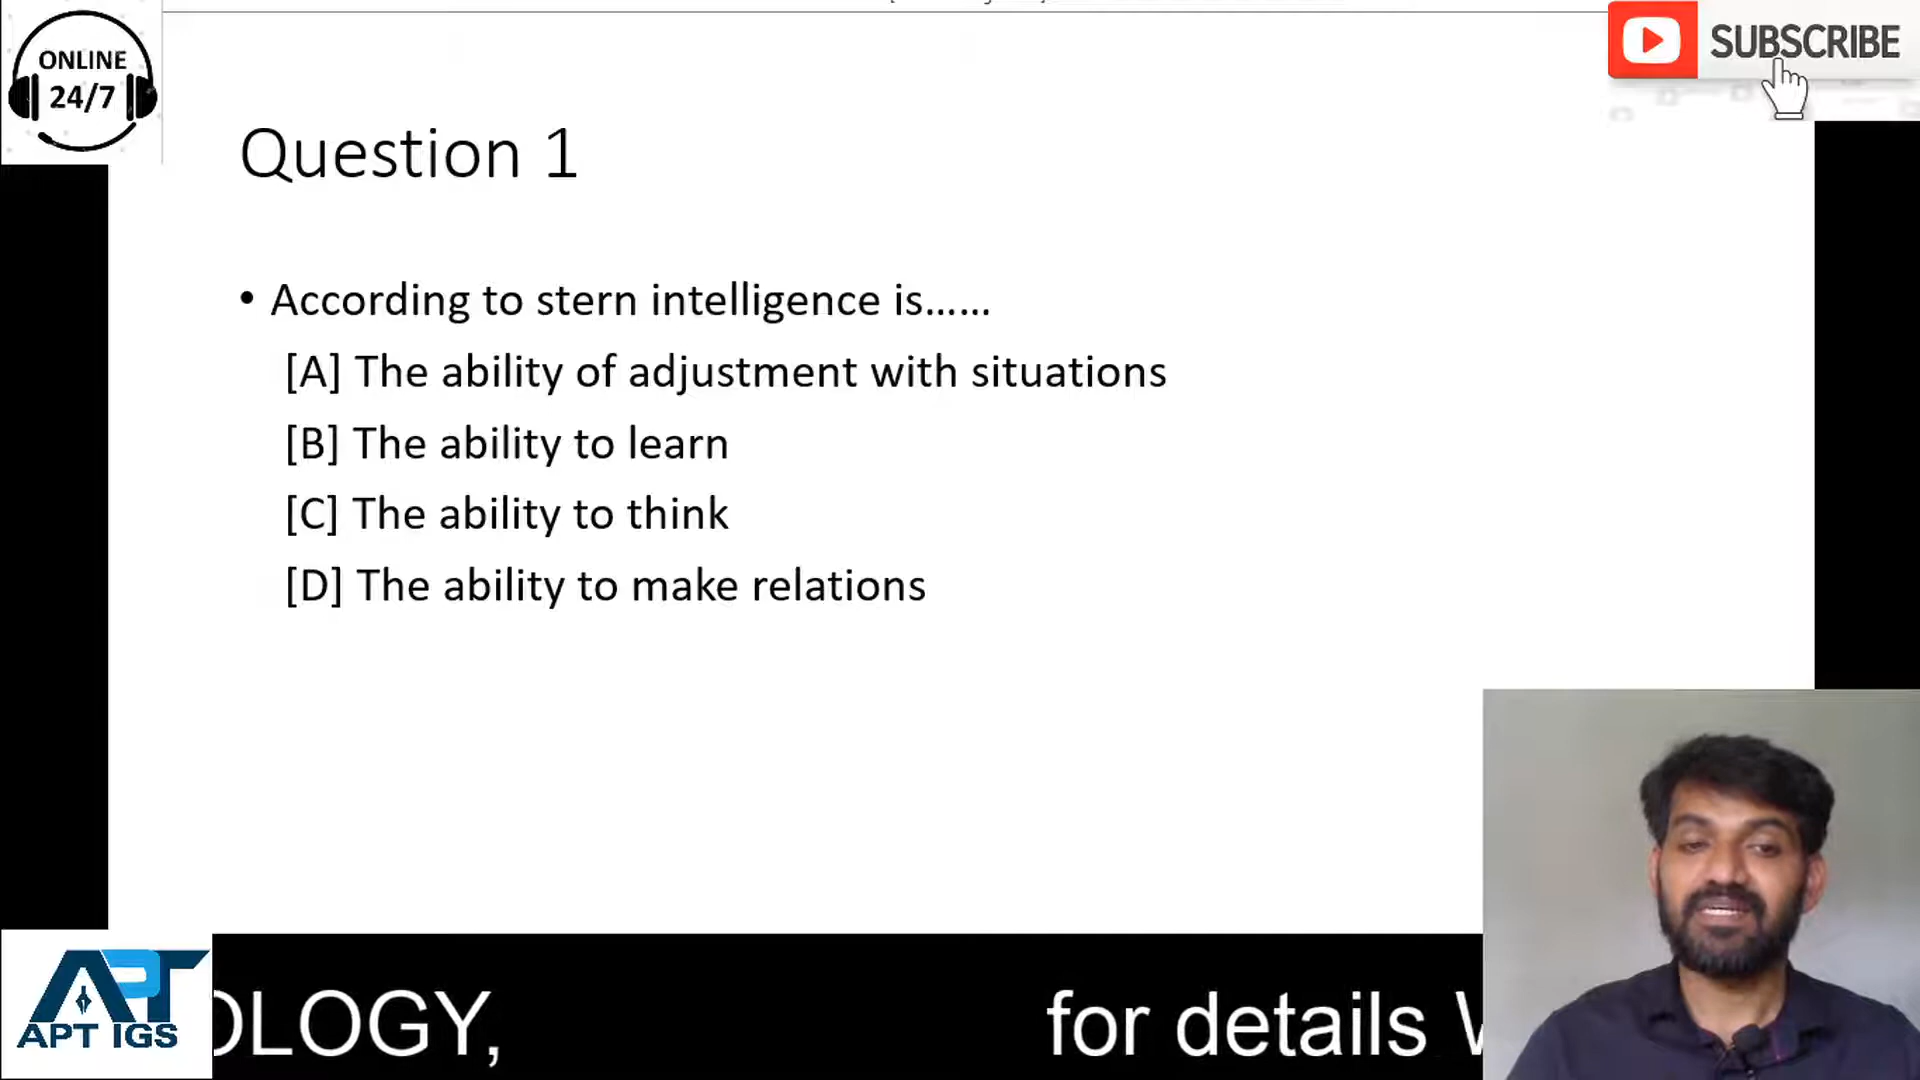 ONLINE
24/7
SUBSCRIBE
Question 1
• According to stern intelligence is......
[A] The ability of adjustment with situations
[B] The ability to learn
[C] The ability to think
[D] The ability to make relations
APT
APT IGS
OLOGY,
for details